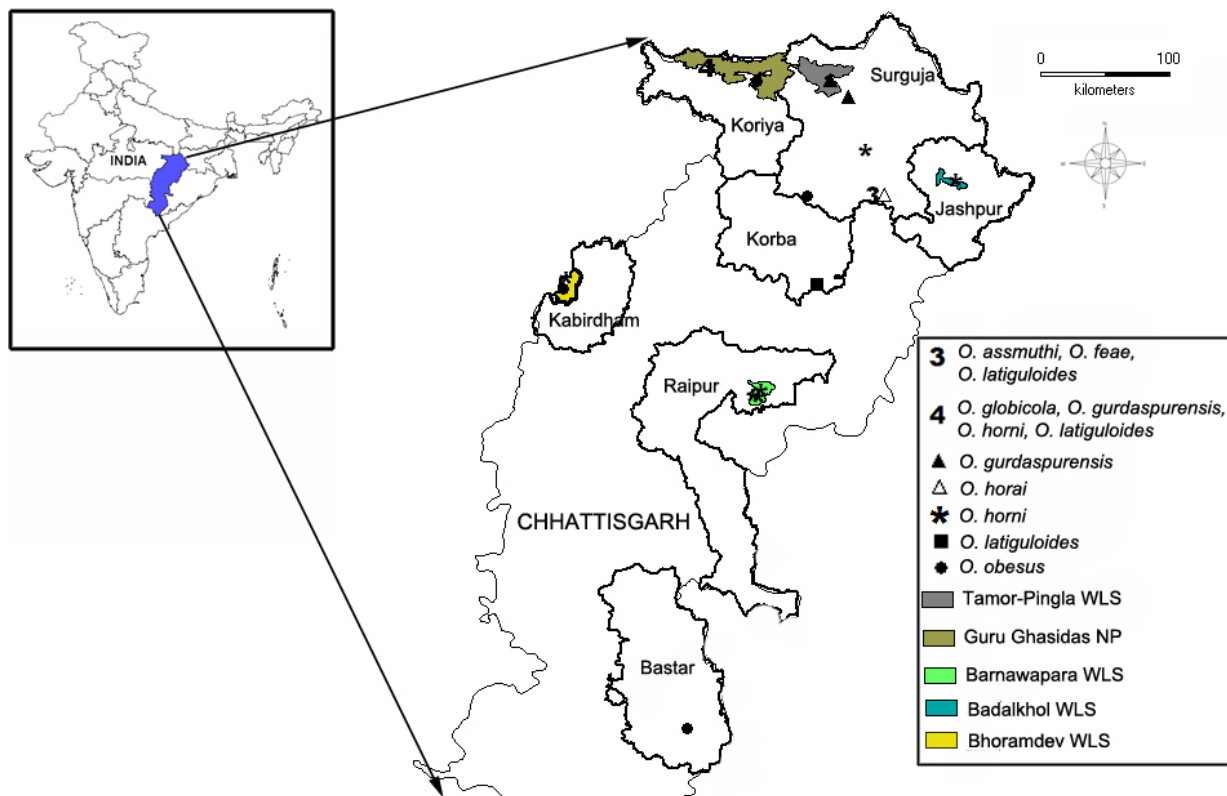 INDIA
0 100
kilometers
N
W E
S
4
Surguja
Koriya
3
Jashpur
Korba
Kabirdham
Raipur
CHHATTISGARH
Bastar
3 O. assmuthi, O. feae,
O. latiguloides
4 O. globicola, O. gurdaspurensis,
O. horni, O. latiguloides
O. gurdaspurensis
O. horai
O. horni
O. latiguloides
O. obesus
Tamor-Pingla WLS
Guru Ghasidas NP
Barnawapara WLS
Badalkhol WLS
Bhoramdev WLS